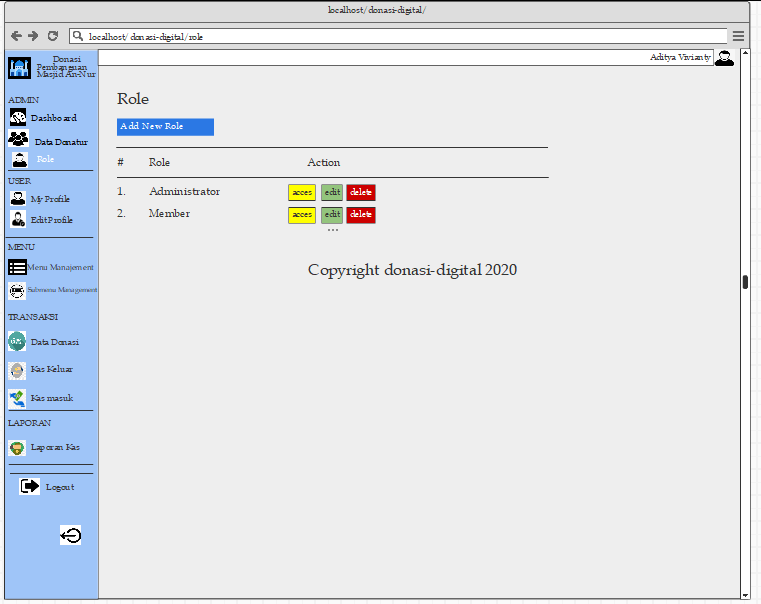 localhost/donasi-digital/
localhost/donasi-digital/role
Aditya Vivianty
Donasi
Pembangunan
Masjid An-Nur
ADMIN
Dashboard
Data Donatur
Role
USER
My Profile
Edit Profile
MENU
Menu Manajement
Submenu Management
TRANSAKSI
Data Donasi
Kas Keluar
Kas masuk
LAPORAN
Laporan Kas
Logout
Role
Add New Role
# Role Action
1. Administrator acces edit delete
2. Member acces edit delete
...
Copyright donasi-digital 2020